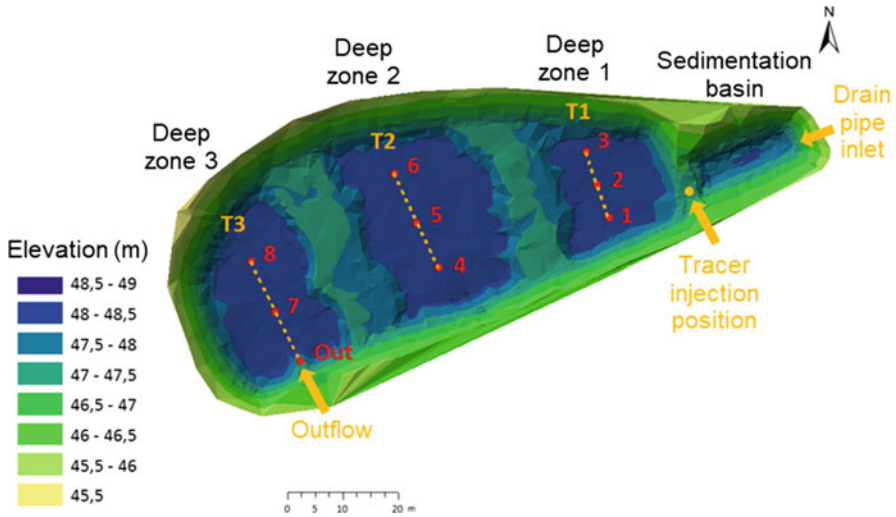 N
Deep
zone 1
Sedimentation
basin
Deep
zone 2
Drain
pipe
inlet
Deep
zone 3
T1
T2
T3
3
2
1
6
5
4
8
7
Out
Outflow
Tracer
injection
position
Elevation (m)
48,5 - 49
48 - 48,5
47,5 - 48
47 - 47,5
46,5 - 47
46 - 46,5
45,5 - 46
45,5
0 5 10 20 m